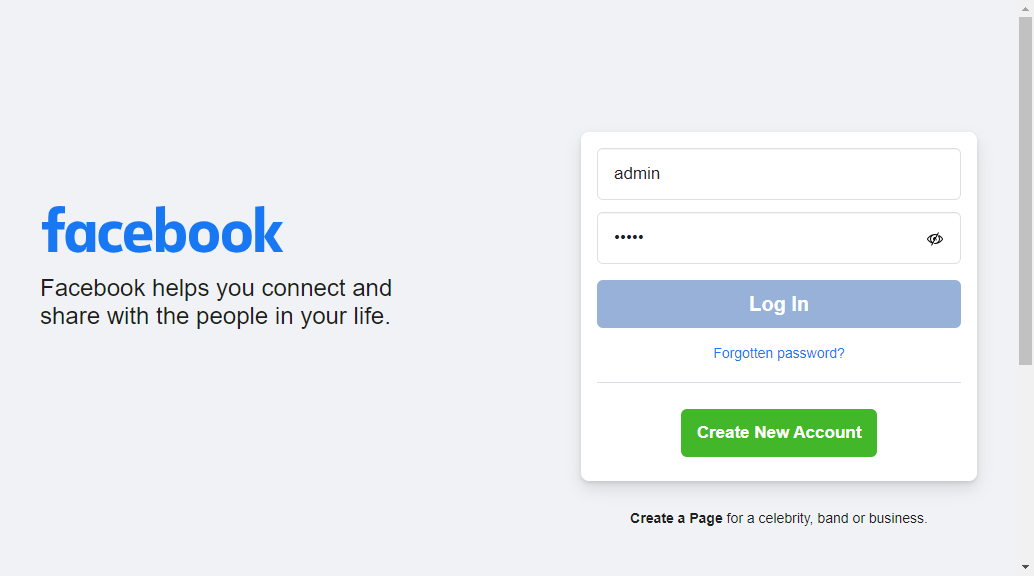 facebook
Facebook helps you connect and
share with the people in your life.
admin
•••••
Log In
Forgotten password?
Create New Account
Create a Page for a celebrity, band or business.